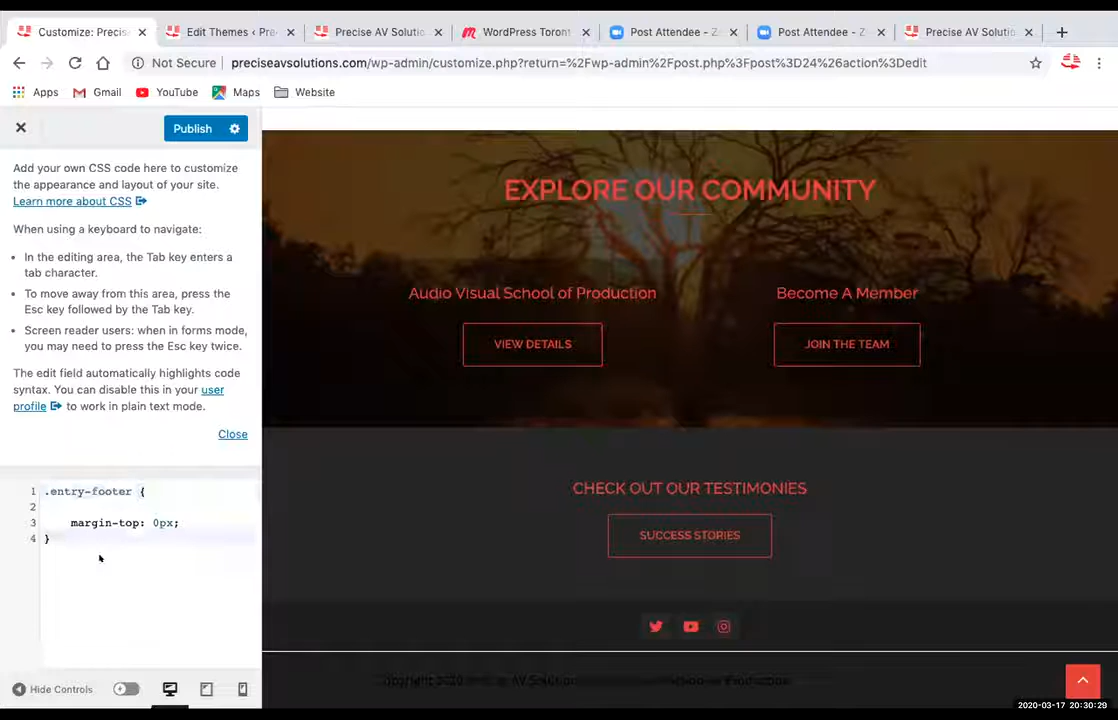 Customize: Precis
Edit Themes ‹ Pre
Precise AV Solutio
WordPress Toront
Post Attendee - Z
Post Attendee - Z
Precise AV Solutio
Not Secure | preciseavsolutions.com/wp-admin/customize.php?return=%2Fwp-admin%2Fpost.php%3Fpost%3D24%26action%3Dedit
Apps Gmail YouTube Maps Website
Publish
Add your own CSS code here to customize
the appearance and layout of your site.
Learn more about CSS
When using a keyboard to navigate:
• In the editing area, the Tab key enters a
tab character.
• To move away from this area, press the
Esc key followed by the Tab key.
• Screen reader users: when in forms mode,
you may need to press the Esc key twice.
The edit field automatically highlights code
syntax. You can disable this in your user
profile to work in plain text mode.
Close
1 .entry-footer {
2
3 margin-top: 0px;
4 }
Hide Controls
EXPLORE OUR COMMUNITY
Audio Visual School of Production
Become A Member
VIEW DETAILS
JOIN THE TEAM
CHECK OUT OUR TESTIMONIES
SUCCESS STORIES
2020-03-17 20:30:29